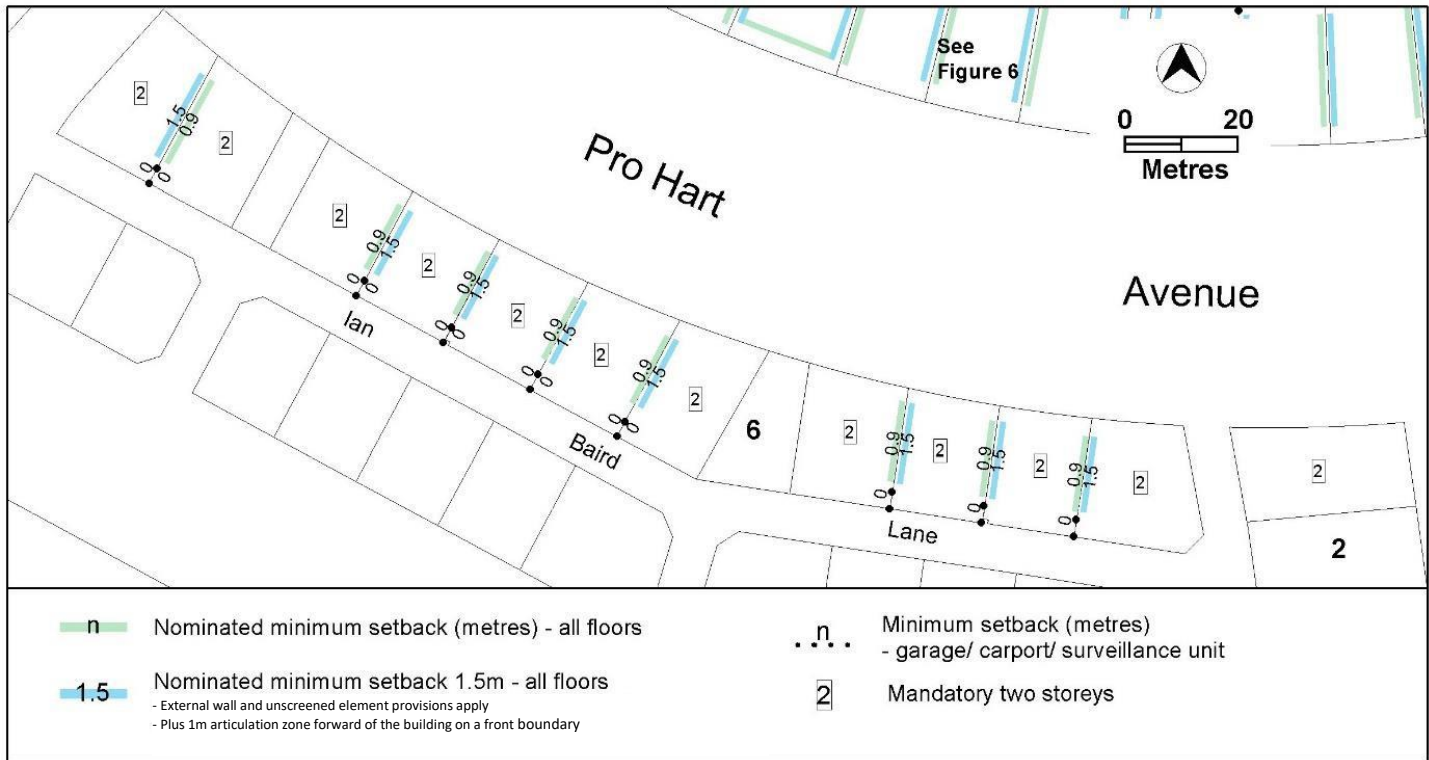 See
Figure 6
0 20
Metres
Pro Hart
Avenue
2
1.5
0.9
2
0
0
2
0.9
1.5
0
0
2
0.9
1.5
0
0
2
0.9
1.5
0
0
2
0.9
1.5
0
0
2
6
2
0.9
1.5
0
2
0.9
1.5
0
2
0.9
1.5
0
2
2
2
Ian
Baird
Lane
n Nominated minimum setback (metres) - all floors
1.5 Nominated minimum setback 1.5m - all floors
- External wall and unscreened element provisions apply
- Plus 1m articulation zone forward of the building on a front boundary
n Minimum setback (metres)
- garage/ carport/ surveillance unit
2 Mandatory two storeys